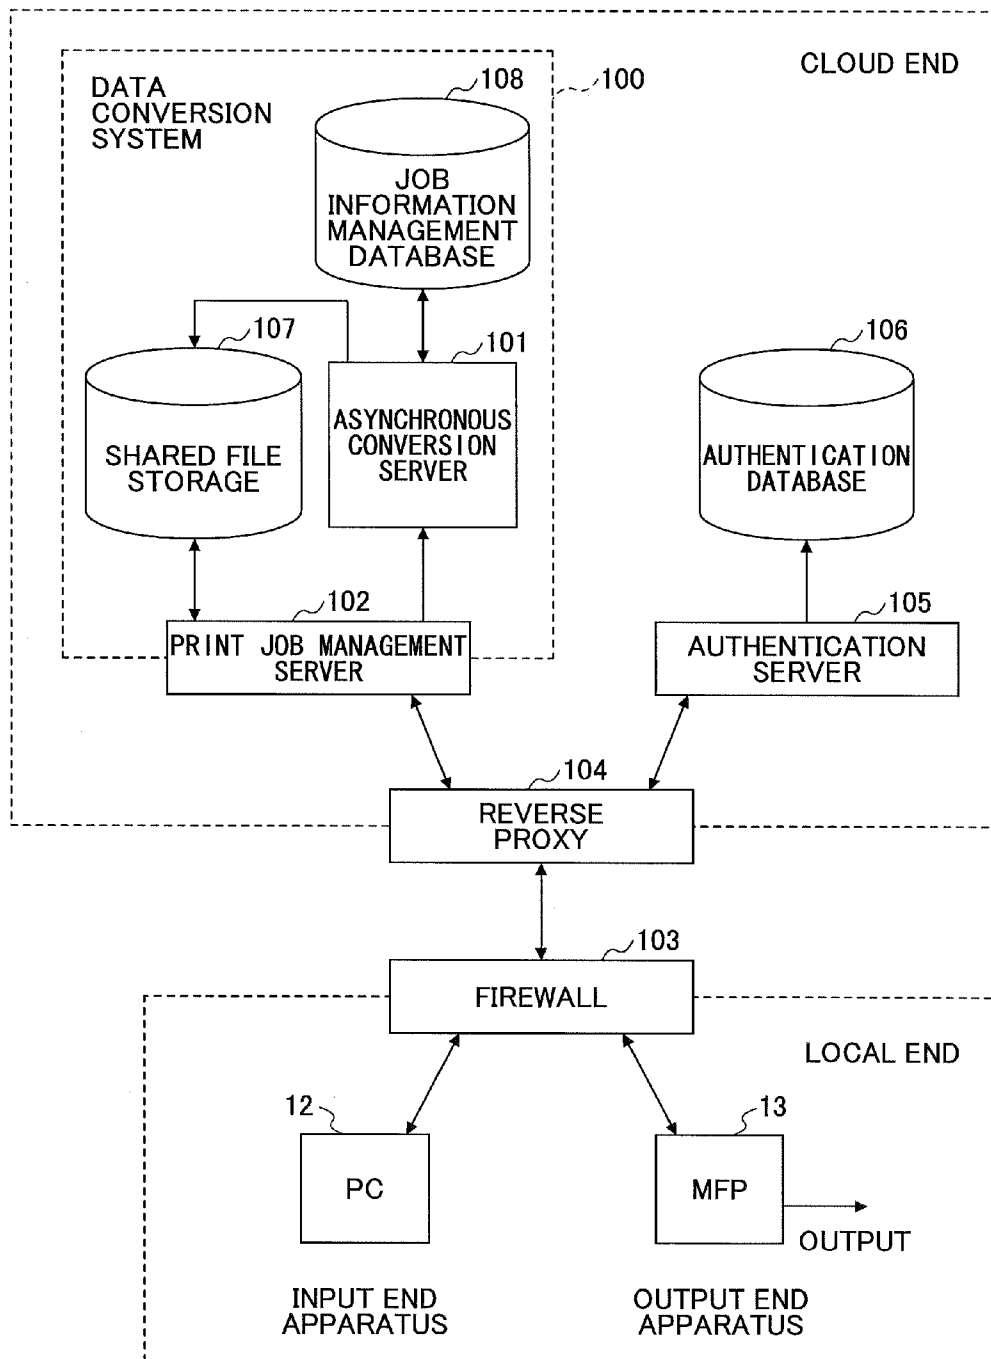 CLOUD END
DATA
CONVERSION
SYSTEM
100
108
JOB
INFORMATION
MANAGEMENT
DATABASE
107
101
106
SHARED FILE
STORAGE
ASYNCHRONOUS
CONVERSION
SERVER
AUTHENTICATION
DATABASE
102
105
PRINT JOB MANAGEMENT
SERVER
AUTHENTICATION
SERVER
104
REVERSE
PROXY
103
FIREWALL
LOCAL END
12
13
PC
MFP
OUTPUT
INPUT END
APPARATUS
OUTPUT END
APPARATUS